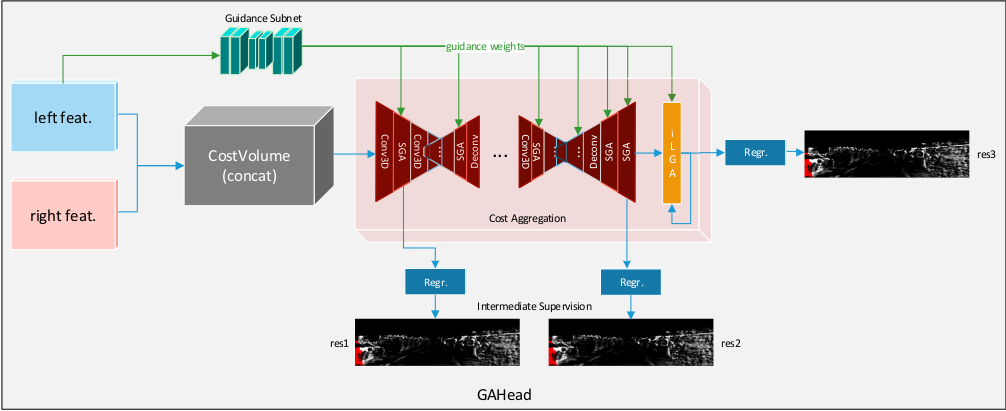 Guidance Subnet
guidance weights
left feat.
right feat.
CostVolume
(concat)
Conv3D
SGA
Conv3D
...
SGA
Deconv
...
Conv3D
SGA
...
Deconv
SGA
SGA
iLGA
Cost Aggregation
Regr.
res3
Regr.
Regr.
Intermediate Supervision
res1
res2
GAHead